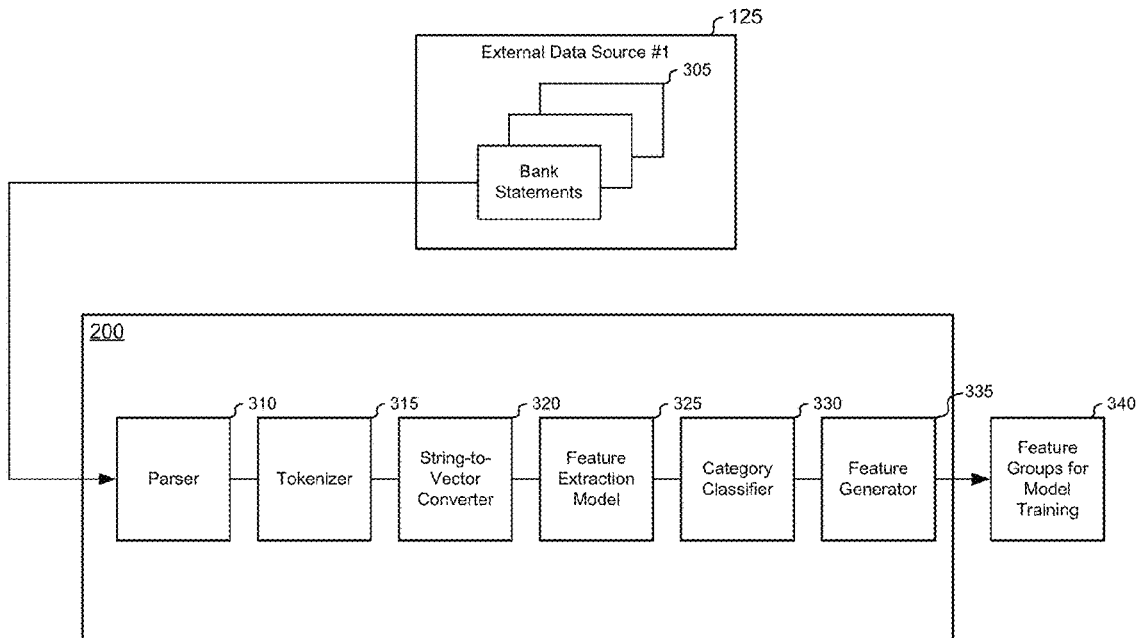 125
External Data Source #1
305
Bank
Statements
200
310
Parser
315
Tokenizer
320
String-to-
Vector
Converter
325
Feature
Extraction
Model
330
Category
Classifier
335
Feature
Generator
340
Feature
Groups for
Model
Training